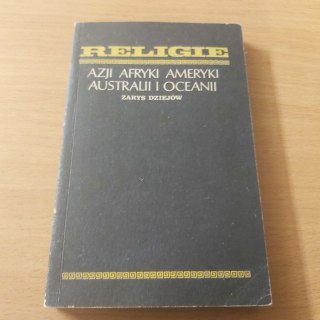 RELIGIE
AZJI AFRYKI AMERYKI
AUSTRALII I OCEANII
ZARYS DZIEJÓW